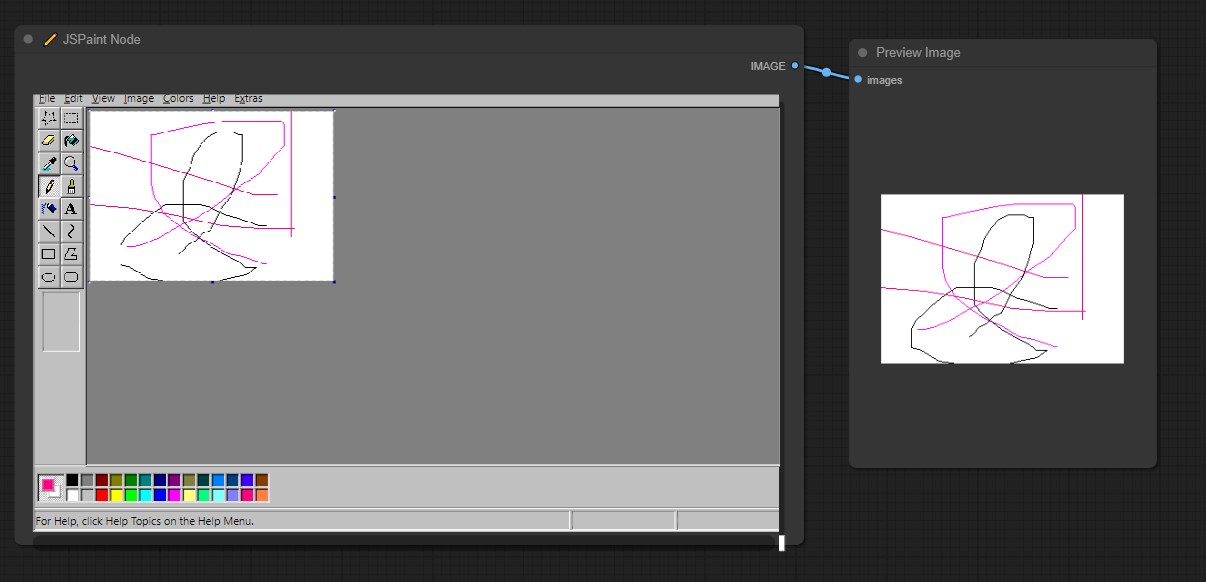 JSPaint Node
IMAGE
Preview Image
images
File Edit View Image Colors Help Extras
A
For Help, click Help Topics on the Help Menu.